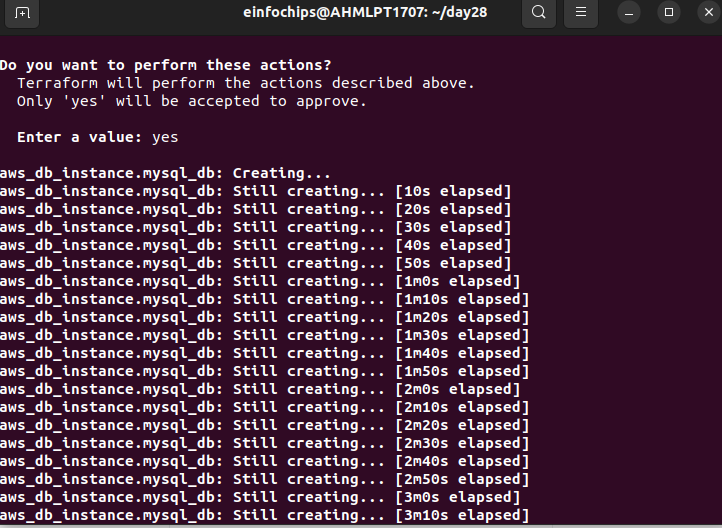 einfochips@AHMLPT1707: ~/day28
Do you want to perform these actions?
  Terraform will perform the actions described above.
  Only 'yes' will be accepted to approve.
  Enter a value: yes
aws_db_instance.mysql_db: Creating...
aws_db_instance.mysql_db: Still creating... [10s elapsed]
aws_db_instance.mysql_db: Still creating... [20s elapsed]
aws_db_instance.mysql_db: Still creating... [30s elapsed]
aws_db_instance.mysql_db: Still creating... [40s elapsed]
aws_db_instance.mysql_db: Still creating... [50s elapsed]
aws_db_instance.mysql_db: Still creating... [1m0s elapsed]
aws_db_instance.mysql_db: Still creating... [1m10s elapsed]
aws_db_instance.mysql_db: Still creating... [1m20s elapsed]
aws_db_instance.mysql_db: Still creating... [1m30s elapsed]
aws_db_instance.mysql_db: Still creating... [1m40s elapsed]
aws_db_instance.mysql_db: Still creating... [1m50s elapsed]
aws_db_instance.mysql_db: Still creating... [2m0s elapsed]
aws_db_instance.mysql_db: Still creating... [2m10s elapsed]
aws_db_instance.mysql_db: Still creating... [2m20s elapsed]
aws_db_instance.mysql_db: Still creating... [2m30s elapsed]
aws_db_instance.mysql_db: Still creating... [2m40s elapsed]
aws_db_instance.mysql_db: Still creating... [2m50s elapsed]
aws_db_instance.mysql_db: Still creating... [3m0s elapsed]
aws_db_instance.mysql_db: Still creating... [3m10s elapsed]